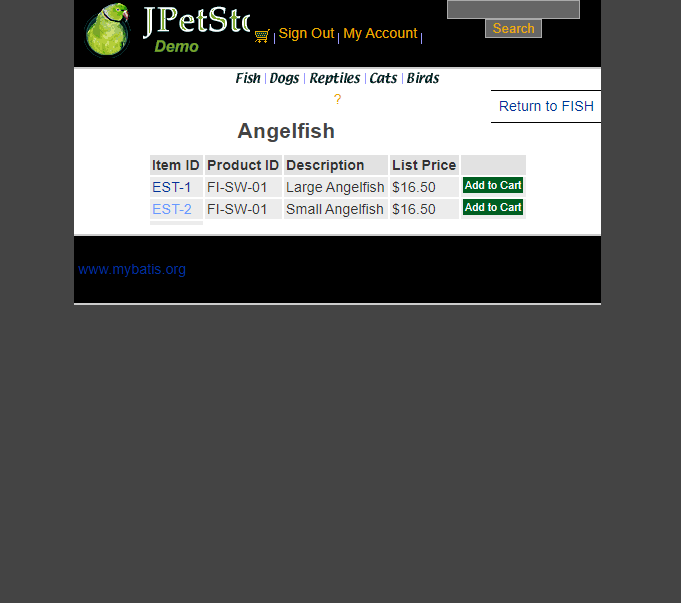 JPetSto
Demo
| Sign Out | My Account |
Search
Fish | Dogs | Reptiles | Cats | Birds
?
Return to FISH
Angelfish
Item ID Product ID Description List Price
EST-1 FI-SW-01 Large Angelfish $16.50 Add to Cart
EST-2 FI-SW-01 Small Angelfish $16.50 Add to Cart
www.mybatis.org